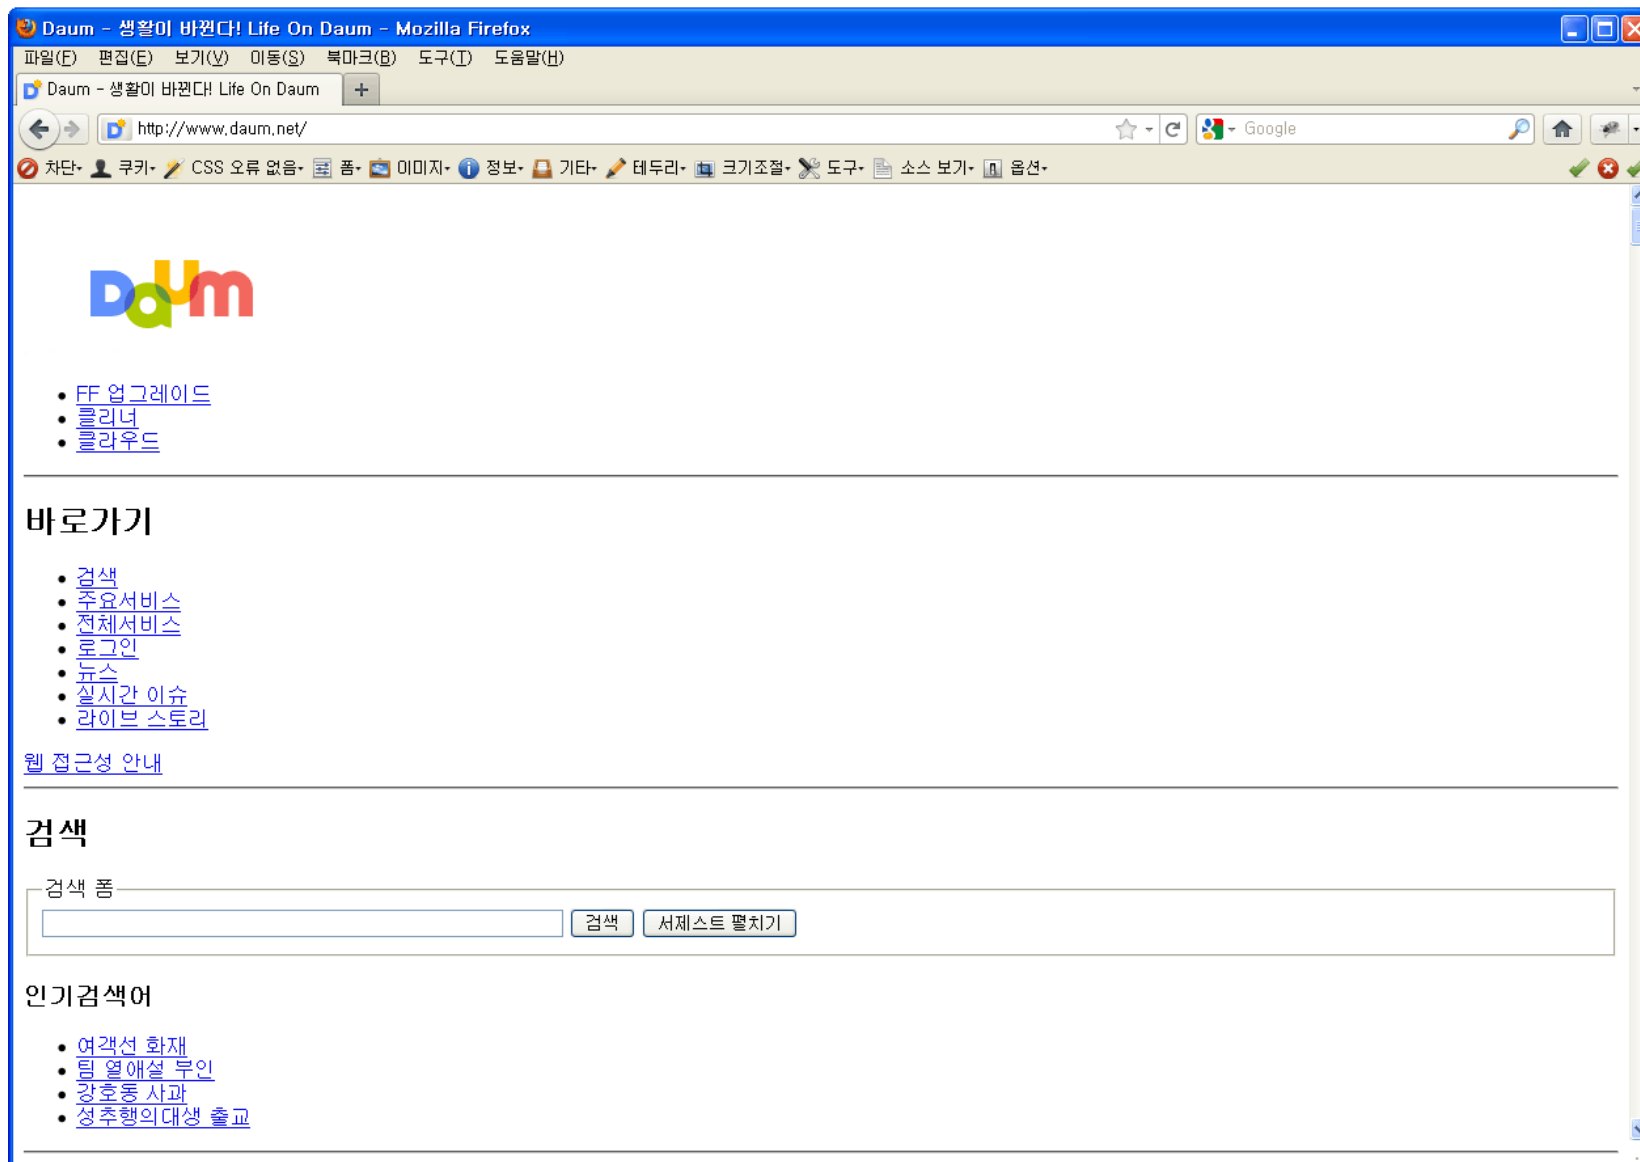 Daum - 생활이 바뀐다! Life On Daum - Mozilla Firefox
파일(F) 편집(E) 보기(V) 이동(S) 북마크(B) 도구(T) 도움말(H)
Daum - 생활이 바뀐다! Life On Daum
http://www.daum.net/ Google
차단 쿠키 CSS 오류 없음 폼 이미지 정보 기타 테두리 크기조절 도구 소스 보기 옵션
Daum
FF 업그레이드
클리너
클라우드
바로가기
검색
주요서비스
전체서비스
로그인
뉴스
실시간 이슈
라이브 스토리
웹 접근성 안내
검색
검색 폼
검색 서제스트 펼치기
인기검색어
여객선 화재
팀 열애설 부인
강호동 사과
성추행의대생 출교